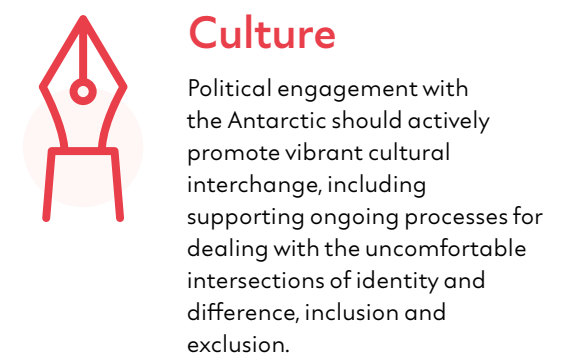 Culture
Political engagement with
the Antarctic should actively
promote vibrant cultural
interchange, including
supporting ongoing processes for
dealing with the uncomfortable
intersections of identity and
difference, inclusion and
exclusion.